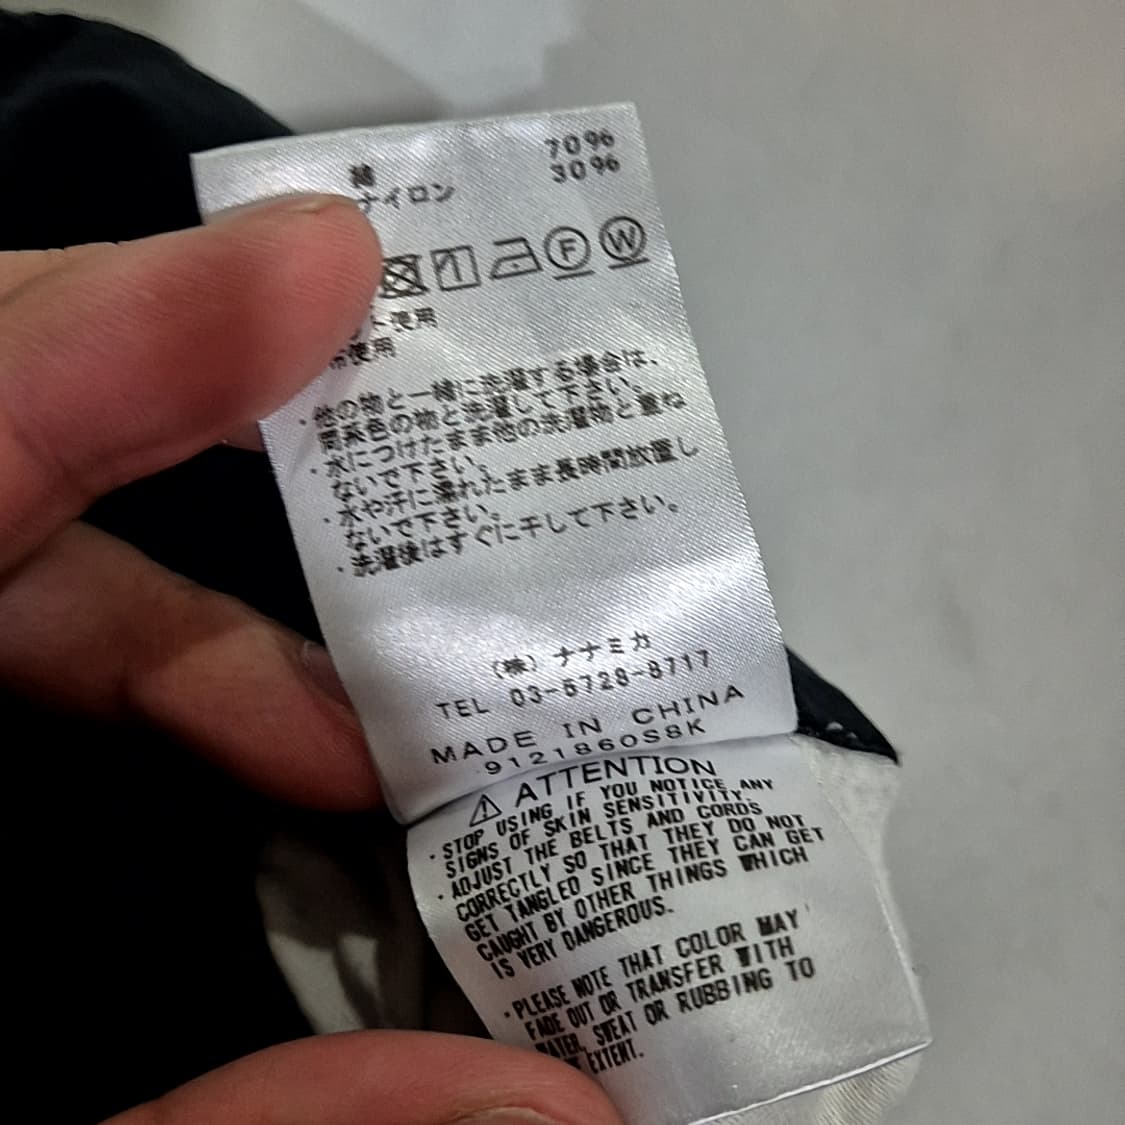 綿 70%
ナイロン 30%
F W
ト使用
布使用
・他の物と一緒に洗濯する場合は、
同系色の物と洗濯して下さい。
・水につけたまま他の洗濯物と重ね
ないで下さい。
・水や汗に濡れたまま長時間放置し
ないで下さい。
・洗濯後はすぐに干して下さい。
(株) ナナミカ
TEL 03-5728-8717
MADE IN CHINA
9121860S8K
⚠ ATTENTION
・STOP USING IF YOU NOTICE ANY
SIGNS OF SKIN SENSITIVITY.
・ADJUST THE BELTS AND CORDS
CORRECTLY SO THAT THEY DO NOT
GET TANGLED SINCE THEY CAN GET
CAUGHT BY OTHER THINGS WHICH
IS VERY DANGEROUS.
・PLEASE NOTE THAT COLOR MAY
FADE OUT OR TRANSFER WITH
WATER, SWEAT OR RUBBING TO
EXTENT.